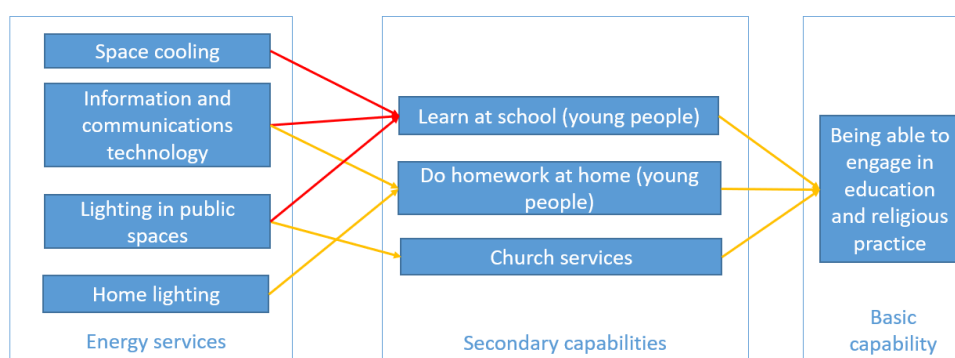 Space cooling
Information and
communications
technology
Lighting in public
spaces
Home lighting
Energy services
Learn at school (young people)
Do homework at home (young
people)
Church services
Secondary capabilities
Being able to
engage in
education
and religious
practice
Basic
capability